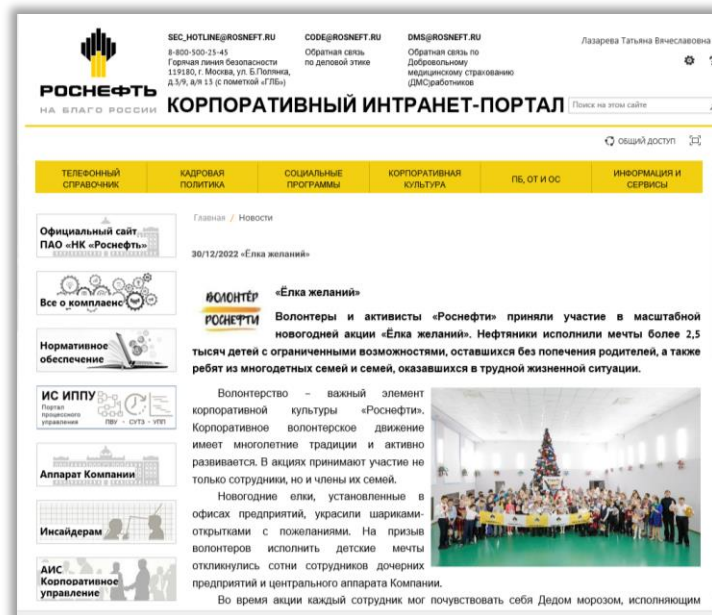 SEC_HOTLINE@ROSNEFT.RU
8-800-500-25-45
Горячая линия безопасности
119180, г. Москва, ул. Б.Полянка,
д.3/9, а/я 13 (с пометкой «ГЛБ»)
CODE@ROSNEFT.RU
Обратная связь
по деловой этике
DMS@ROSNEFT.RU
Обратная связь по
Добровольному
медицинскому страхованию
(ДМС)работников
Лазарева Татьяна Вячеславовна
РОСНЕФТЬ
НА БЛАГО РОССИИ
КОРПОРАТИВНЫЙ ИНТРАНЕТ-ПОРТАЛ
Поиск на этом сайте
ОБЩИЙ ДОСТУП
ТЕЛЕФОННЫЙ
СПРАВОЧНИК
КАДРОВАЯ
ПОЛИТИКА
СОЦИАЛЬНЫЕ
ПРОГРАММЫ
КОРПОРАТИВНАЯ
КУЛЬТУРА
ПБ, ОТ И ОС
ИНФОРМАЦИЯ И
СЕРВИСЫ
Официальный сайт
ПАО «НК «Роснефть»
Все о комплаенс
Нормативное
обеспечение
ИС ИППУ
Портал
процессного
управления
ПВУ - СУТЗ - УПП
Аппарат Компании
Инсайдерам
АИС
Корпоративное
управление
Главная / Новости
30/12/2022 «Ёлка желаний»
ВОЛОНТЁР
РОСНЕФТИ
«Ёлка желаний»
Волонтеры и активисты «Роснефти» приняли участие в масштабной
новогодней акции «Ёлка желаний». Нефтяники исполнили мечты более 2,5
тысяч детей с ограниченными возможностями, оставшихся без попечения родителей, а также
ребят из многодетных семей и семей, оказавшихся в трудной жизненной ситуации.
Волонтерство – важный элемент
корпоративной культуры «Роснефти».
Корпоративное волонтерское движение
имеет многолетние традиции и активно
развивается. В акциях принимают участие не
только сотрудники, но и члены их семей.
Новогодние елки, установленные в
офисах предприятий, украсили шариками-
открытками с пожеланиями. На призыв
волонтеров исполнить детские мечты
откликнулись сотни сотрудников дочерних
предприятий и центрального аппарата Компании.
Во время акции каждый сотрудник мог почувствовать себя Дедом морозом, исполняющим